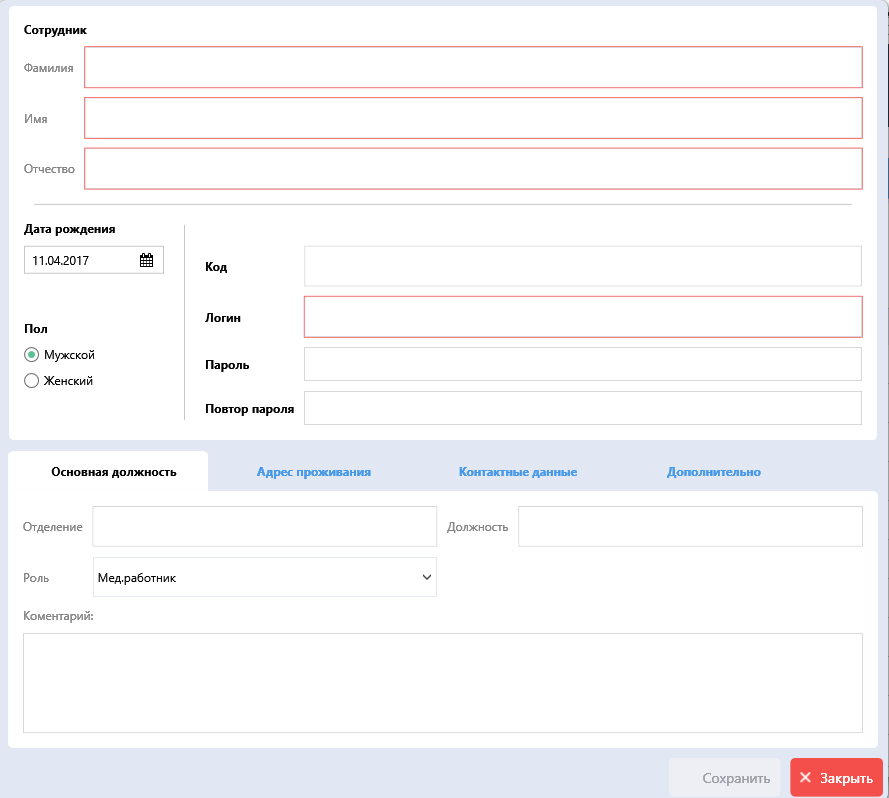 Сотрудник
Фамилия
Имя
Отчество
Дата рождения
11.04.2017
Код
Логин
Пол
Мужской
Женский
Пароль
Повтор пароля
Основная должность Адрес проживания Контактные данные Дополнительно
Отделение Должность
Роль Мед.работник
Коментарий:
Сохранить Закрыть